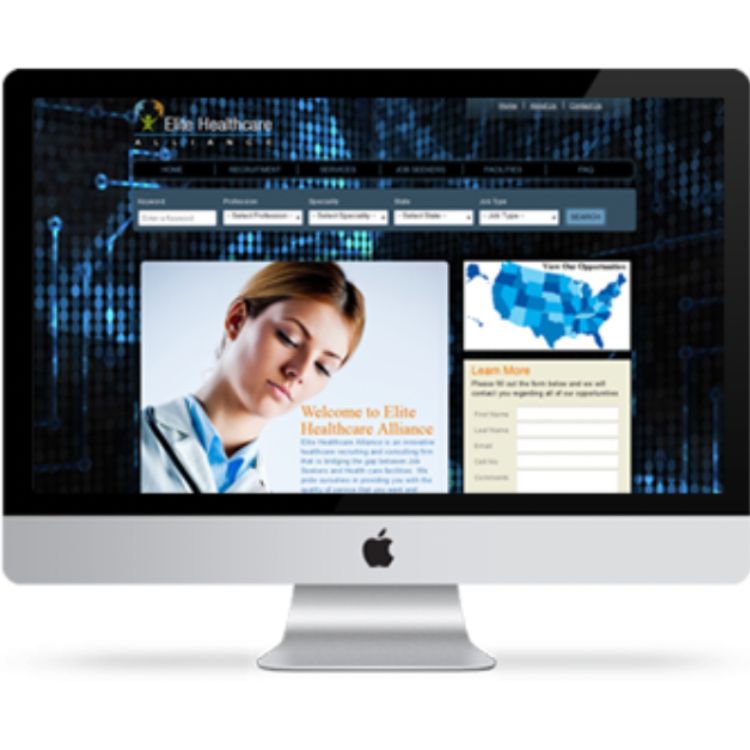 Home | About Us | Contact Us
Elite Healthcare
ALLIANCE
HOME RECRUITMENT SERVICES JOB SEEKERS FACILITIES FAQ
Keyword Profession Specialty State Job Type
Enter a Keyword - Select Profession - - Select Specialty - - Select State - - Job Type - SEARCH
View Our Opportunities
Learn More
Please fill out the form below and we will
contact you regarding all of our opportunities
First Name
Last Name
Email
Cell No
Comments
Welcome to Elite
Healthcare Alliance
Elite Healthcare Alliance is an innovative
healthcare recruiting and consulting firm
that is bridging the gap between Job
Seekers and Health care facilities. We
pride ourselves in providing you with the
quality of service that you want and